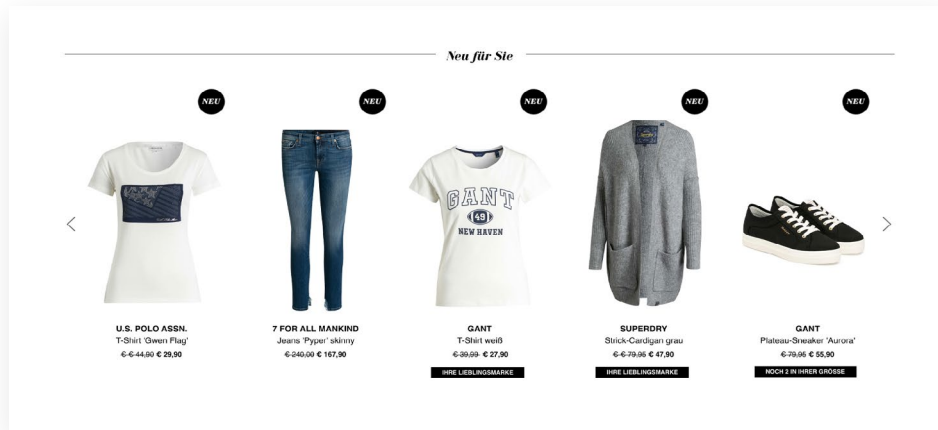 Neu für Sie
NEU
NEU
NEU
NEU
NEU
GANT
49
NEW HAVEN
U.S. POLO ASSN.
T-Shirt 'Gwen Flag'
€ € 44,90 € 29,90
7 FOR ALL MANKIND
Jeans 'Pyper' skinny
€ 240,00 € 167,90
GANT
T-Shirt weiß
€ 39,99 € 27,90
IHRE LIEBLINGSMARKE
SUPERDRY
Strick-Cardigan grau
€ € 79,95 € 47,90
IHRE LIEBLINGSMARKE
GANT
Plateau-Sneaker 'Aurora'
€ 79,95 € 55,90
NOCH 2 IN IHRER GRÖSSE